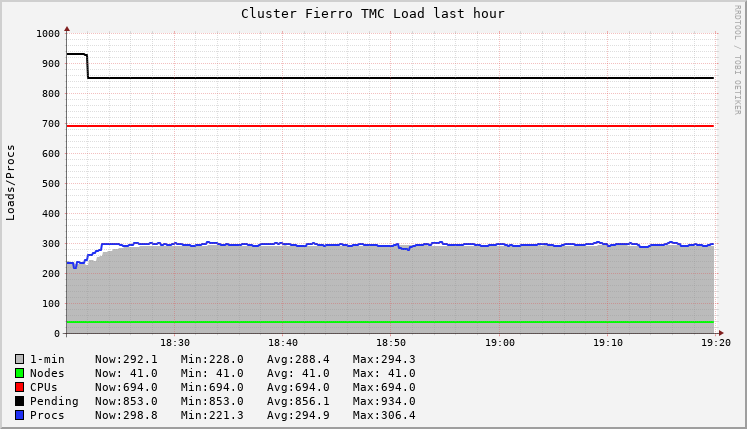 Cluster Fierro TMC Load last hour
RRDTOOL / TOBI OETIKER
Loads/Procs
1000
900
800
700
600
500
400
300
200
100
0
18:30 18:40 18:50 19:00 19:10 19:20
1-min Now:292.1 Min:228.0 Avg:288.4 Max:294.3
Nodes Now: 41.0 Min: 41.0 Avg: 41.0 Max: 41.0
CPUs Now:694.0 Min:694.0 Avg:694.0 Max:694.0
Pending Now:853.0 Min:853.0 Avg:856.1 Max:934.0
Procs Now:298.8 Min:221.3 Avg:294.9 Max:306.4